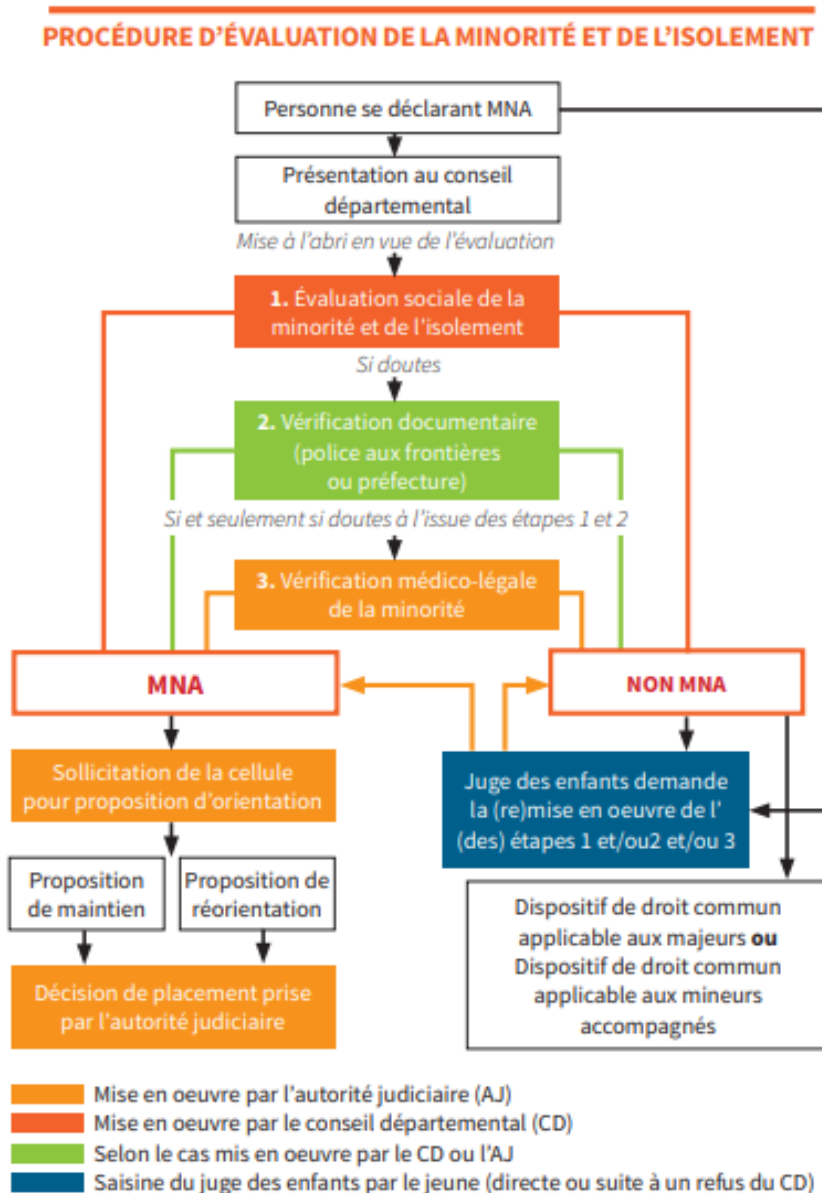 PROCÉDURE D'ÉVALUATION DE LA MINORITÉ ET DE L'ISOLEMENT
Personne se déclarant MNA
Présentation au conseil
départemental
Mise à l'abri en vue de l'évaluation
1. Évaluation sociale de la
minorité et de l'isolement
Si doutes
2. Vérification documentaire
(police aux frontières
ou préfecture)
Si et seulement si doutes à l'issue des étapes 1 et 2
3. Vérification médico-légale
de la minorité
MNA
NON MNA
Sollicitation de la cellule
pour proposition d'orientation
Juge des enfants demande
la (re)mise en oeuvre de l'
(des) étapes 1 et/ou2 et/ou 3
Proposition
de maintien
Proposition de
réorientation
Décision de placement prise
par l'autorité judiciaire
Dispositif de droit commun
applicable aux majeurs ou
Dispositif de droit commun
applicable aux mineurs
accompagnés
Mise en oeuvre par l'autorité judiciaire (AJ)
Mise en oeuvre par le conseil départemental (CD)
Selon le cas mis en oeuvre par le CD ou l'AJ
Saisine du juge des enfants par le jeune (directe ou suite à un refus du CD)